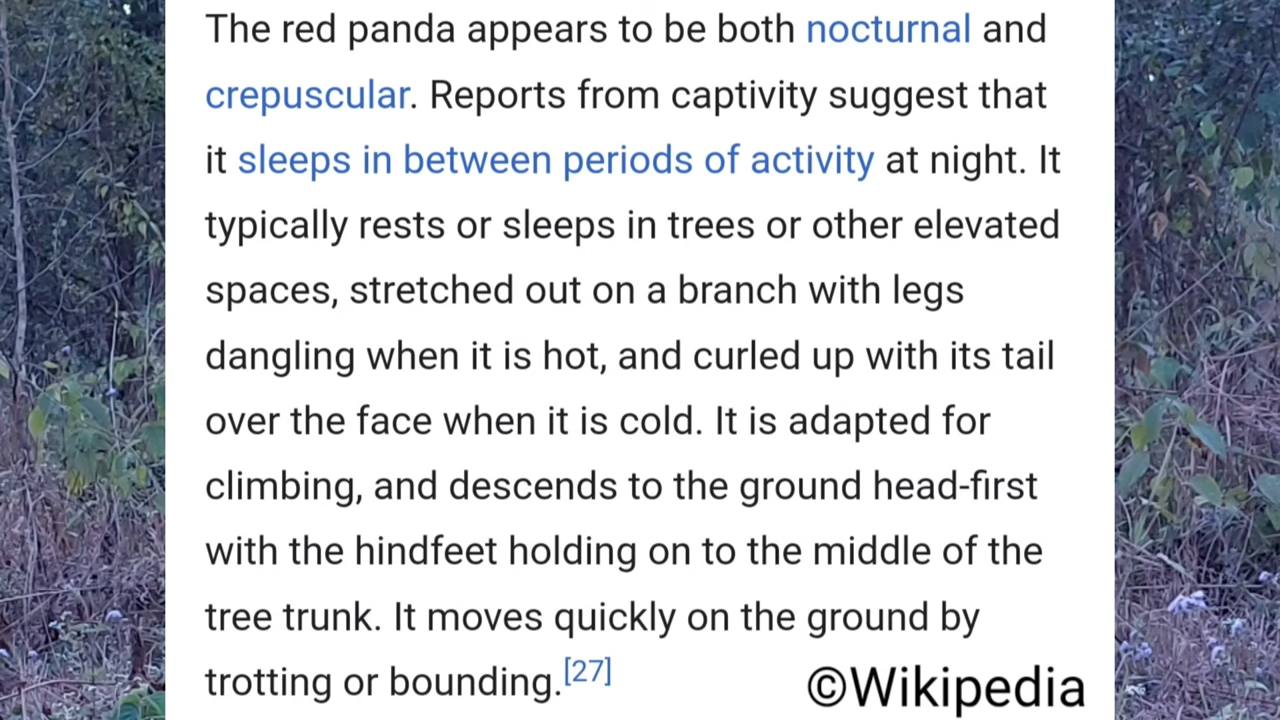 The red panda appears to be both nocturnal and
crepuscular. Reports from captivity suggest that
it sleeps in between periods of activity at night. It
typically rests or sleeps in trees or other elevated
spaces, stretched out on a branch with legs
dangling when it is hot, and curled up with its tail
over the face when it is cold. It is adapted for
climbing, and descends to the ground head-first
with the hindfeet holding on to the middle of the
tree trunk. It moves quickly on the ground by
trotting or bounding.[27]
©Wikipedia